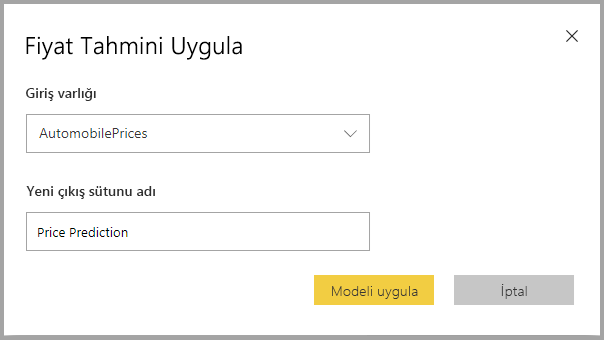 Fiyat Tahmini Uygula
Giriş varlığı
AutomobilePrices
Yeni çıkış sütunu adı
Price Prediction
Modeli uygula
İptal